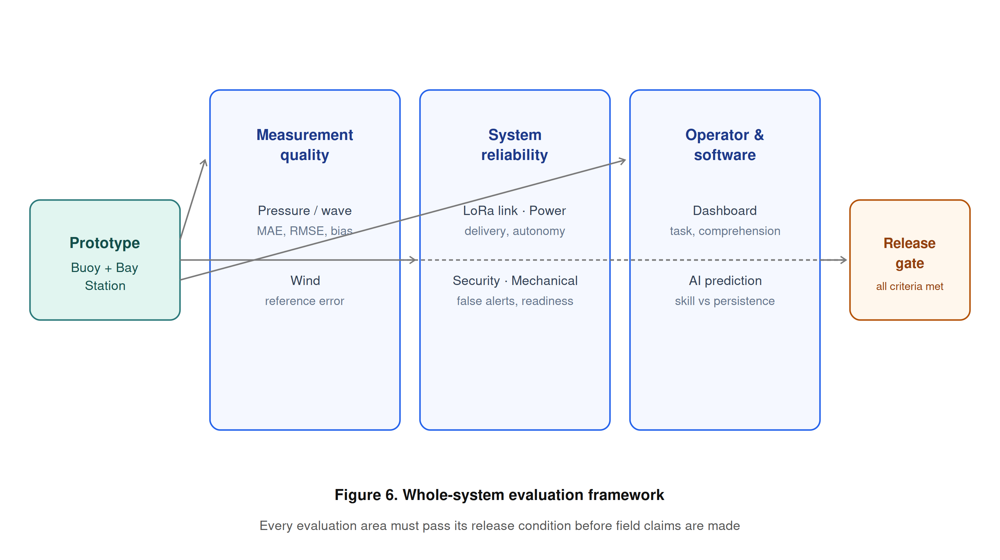 Measurement
quality
System
reliability
Operator &
software
Pressure / wave
MAE, RMSE, bias
LoRa link · Power
delivery, autonomy
Dashboard
task, comprehension
Prototype
Buoy + Bay
Station
Wind
reference error
Security · Mechanical
false alerts, readiness
AI prediction
skill vs persistence
Release
gate
all criteria met
Figure 6. Whole-system evaluation framework
Every evaluation area must pass its release condition before field claims are made